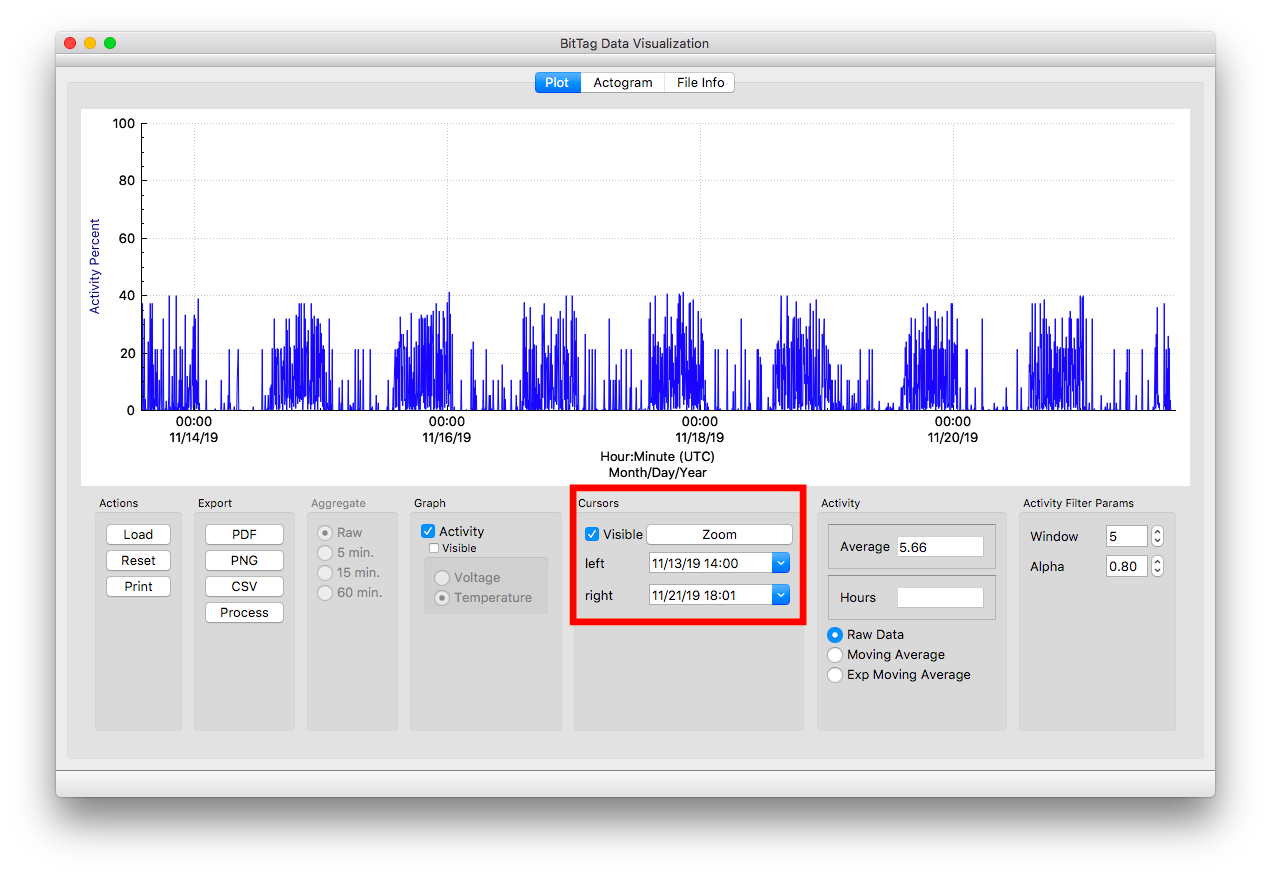 BitTag Data Visualization
Plot Actogram File Info
100
80
60
40
20
0
Activity Percent
00:00 00:00 00:00 00:00
11/14/19 11/16/19 11/18/19 11/20/19
Hour:Minute (UTC)
Month/Day/Year
Actions
Load
Reset
Print
Export
PDF
PNG
CSV
Process
Aggregate
Raw
5 min.
15 min.
60 min.
Graph
Activity
Visible
Voltage
Temperature
Cursors
Visible Zoom
left 11/13/19 14:00
right 11/21/19 18:01
Activity
Average 5.66
Hours
Raw Data
Moving Average
Exp Moving Average
Activity Filter Params
Window 5
Alpha 0.80